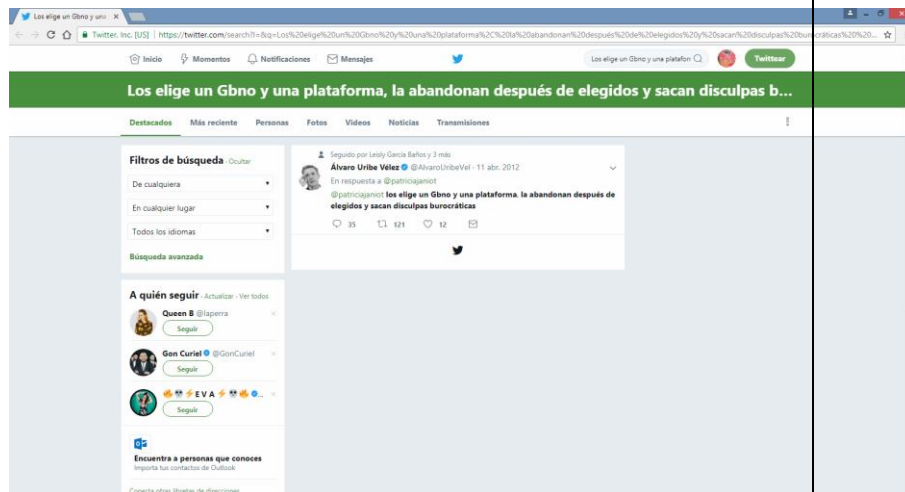 Los elige un Gbno y una
Twitter, Inc. [US] | https://twitter.com/search?l=&q=Los%20elige%20un%20Gbno%20y%20una%20plataforma%2C%20la%20abandonan%20después%20de%20elegidos%20y%20sacan%20disculpas%20burocráticas%20%20...
Inicio Momentos Notificaciones Mensajes Los elige un Gbno y una platafor Twittear
Los elige un Gbno y una plataforma, la abandonan después de elegidos y sacan disculpas b...
Destacados Más reciente Personas Fotos Videos Noticias Transmisiones
Filtros de búsqueda · Ocultar
De cualquiera
En cualquier lugar
Todos los idiomas
Búsqueda avanzada
Seguido por Leisly García Baños y 3 más
Álvaro Uribe Vélez @AlvaroUribeVel · 11 abr. 2012
En respuesta a @patriciajaniot
@patriciajaniot los elige un Gbno y una plataforma, la abandonan después de
elegidos y sacan disculpas burocráticas
35 121 12
A quién seguir · Actualizar · Ver todos
Queen B @laperra
Seguir
Gon Curiel @GonCuriel
Seguir
E V A ...
Seguir
Encuentra a personas que conoces
Importa tus contactos de Outlook
Conecta otras libretas de direcciones